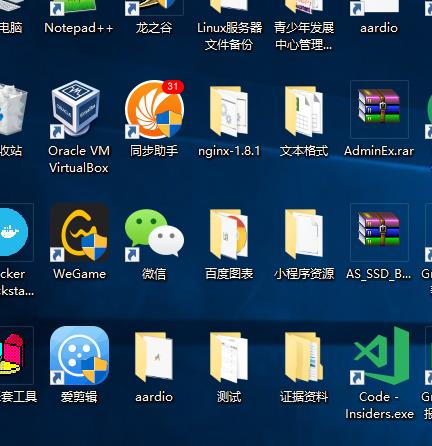 电脑
Notepad++
龙之谷
Linux服务器
文件备份
青少年发展
中心管理...
aardio
31
收站
Oracle VM
VirtualBox
同步助手
nginx-1.8.1
文本格式
AdminEx.rar
cker
cksta...
WeGame
微信
百度图表
小程序资源
AS_SSD_B...
套工具
爱剪辑
aardio
测试
证据资料
Code -
Insiders.exe